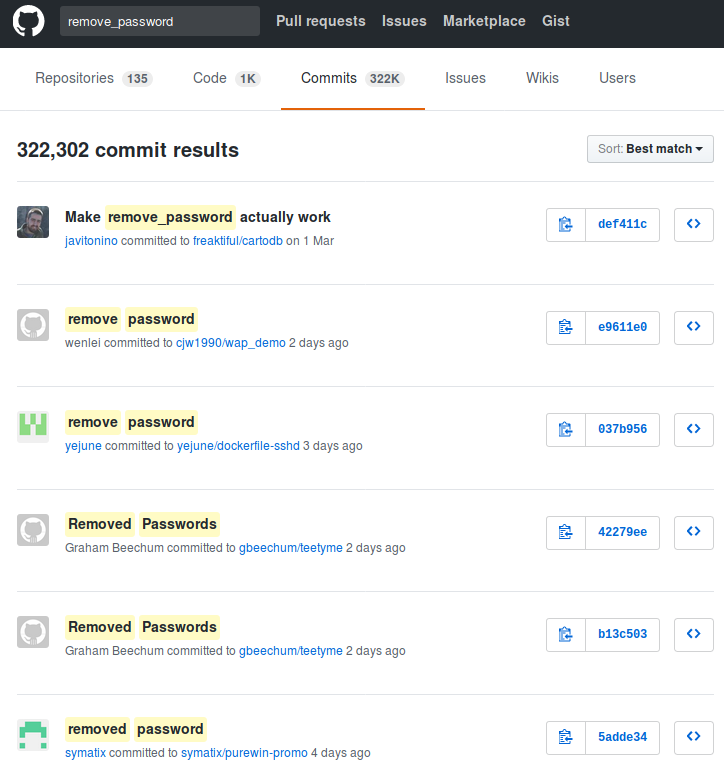 remove_password Pull requests Issues Marketplace Gist
Repositories 135 Code 1K Commits 322K Issues Wikis Users
322,302 commit results Sort: Best match
Make remove_password actually work def411c
javitonino committed to freaktiful/cartodb on 1 Mar
remove password e9611e0
wenlei committed to cjw1990/wap_demo 2 days ago
remove password 037b956
yejune committed to yejune/dockerfile-sshd 3 days ago
Removed Passwords 42279ee
Graham Beechum committed to gbeechum/teetyme 2 days ago
Removed Passwords b13c503
Graham Beechum committed to gbeechum/teetyme 2 days ago
removed password 5adde34
symatix committed to symatix/purewin-promo 4 days ago